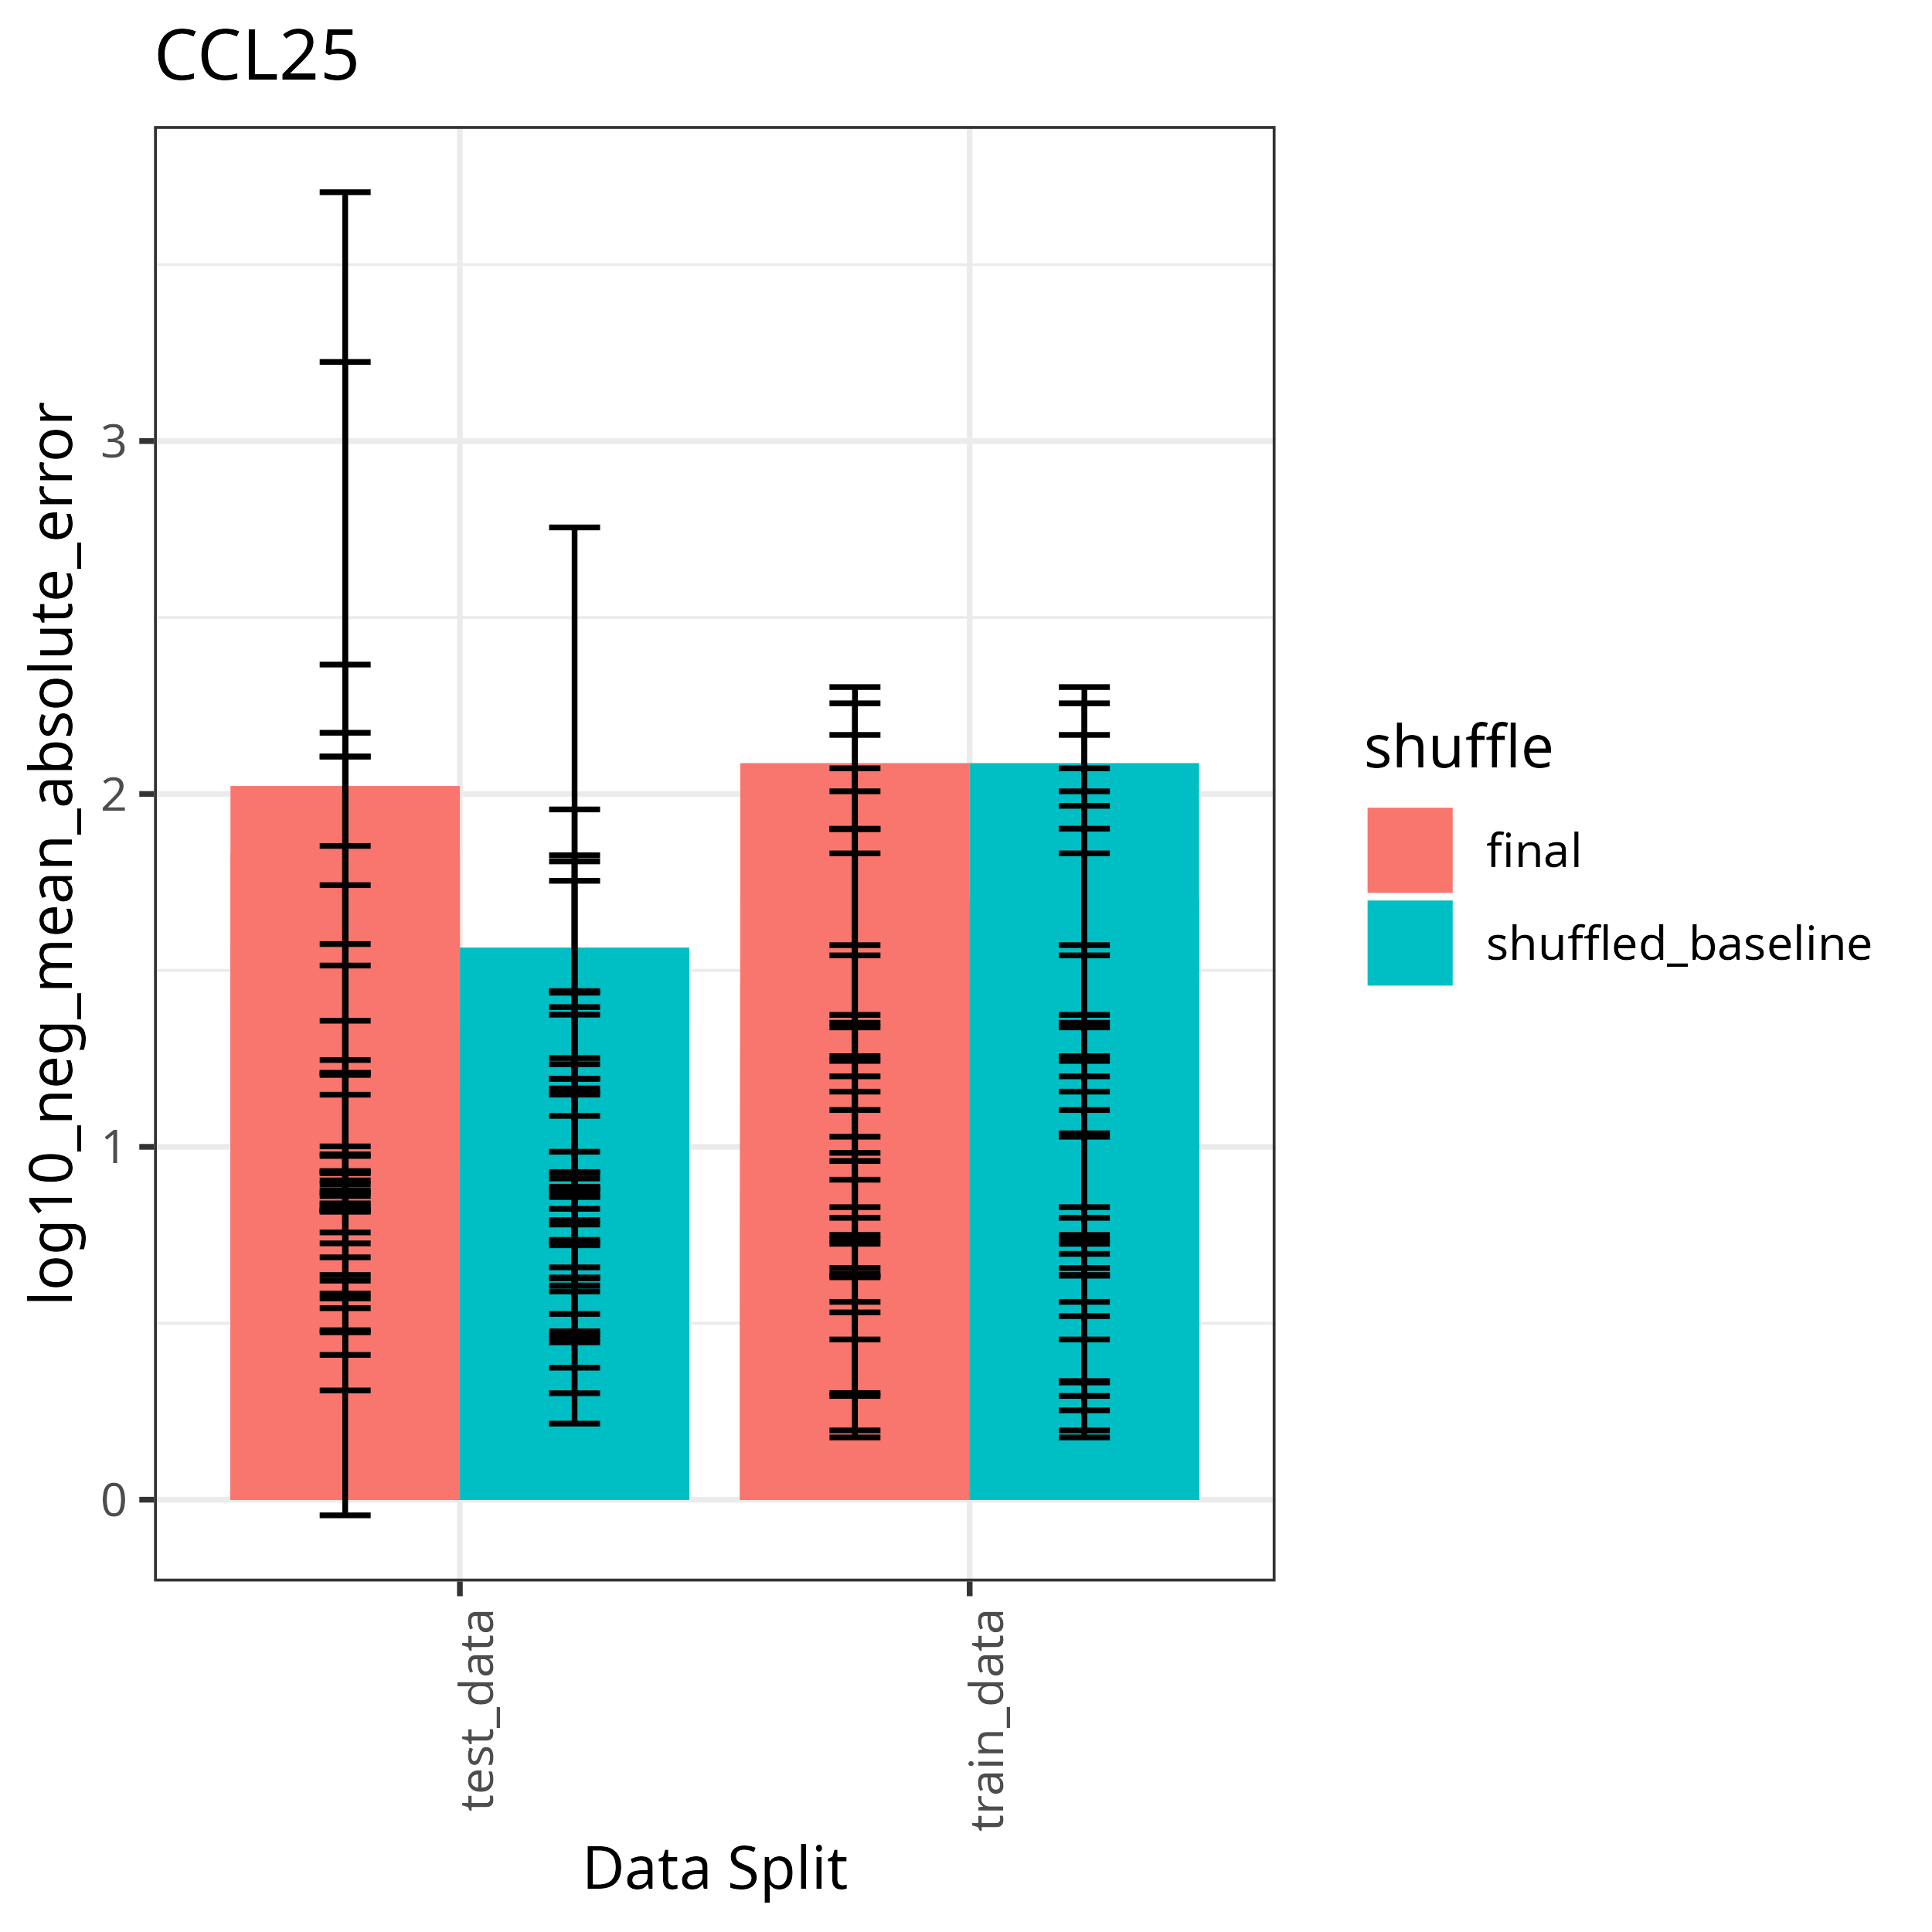 CCL25
log10_neg_mean_absolute_error
3
2
1
0
test_data
train_data
Data Split
shuffle
final
shuffled_baseline